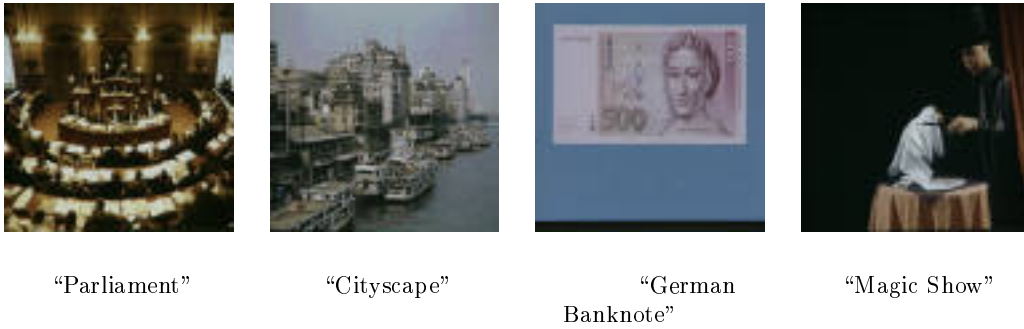 500
“Parliament”
“Cityscape”
“German
Banknote”
“Magic Show”